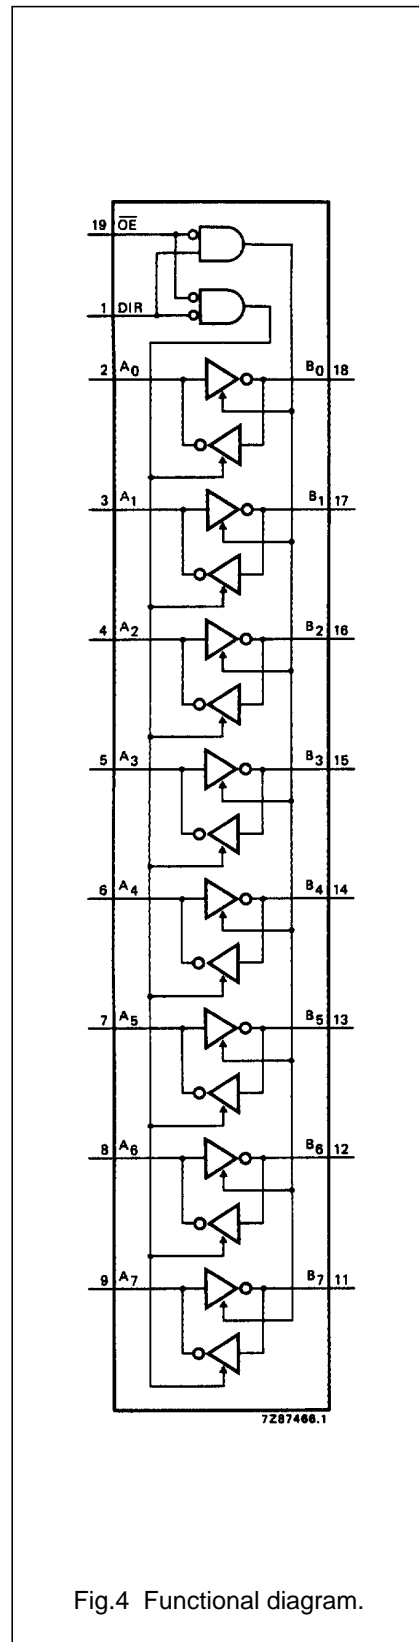 19 OE
1 DIR
2 A0 B0 18
3 A1 B1 17
4 A2 B2 16
5 A3 B3 15
6 A4 B4 14
7 A5 B5 13
8 A6 B6 12
9 A7 B7 11
7Z87466.1
Fig.4 Functional diagram.